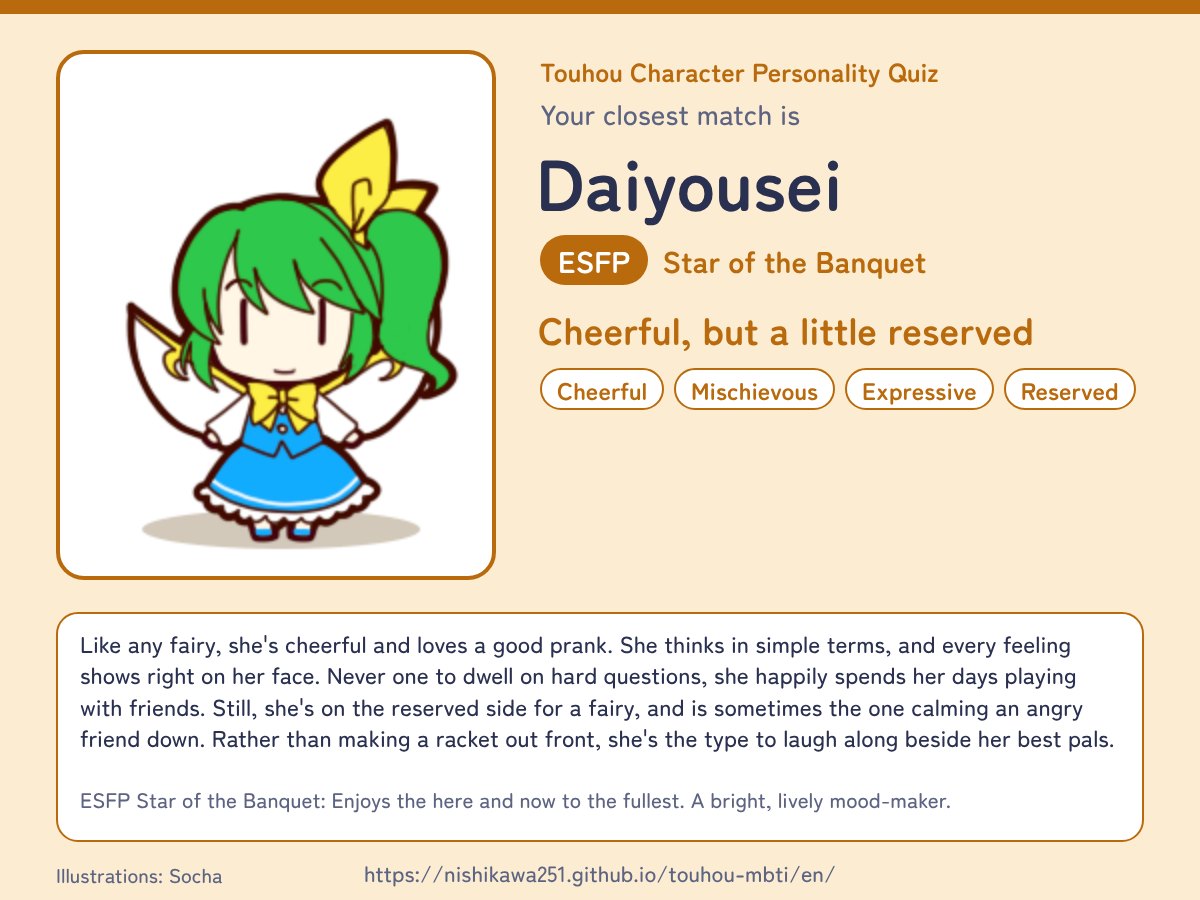 Touhou Character Personality Quiz
Your closest match is
Daiyousei
ESFP Star of the Banquet
Cheerful, but a little reserved
Cheerful Mischievous Expressive Reserved
Like any fairy, she's cheerful and loves a good prank. She thinks in simple terms, and every feeling
shows right on her face. Never one to dwell on hard questions, she happily spends her days playing
with friends. Still, she's on the reserved side for a fairy, and is sometimes the one calming an angry
friend down. Rather than making a racket out front, she's the type to laugh along beside her best pals.
ESFP Star of the Banquet: Enjoys the here and now to the fullest. A bright, lively mood-maker.
Illustrations: Socha https://nishikawa251.github.io/touhou-mbti/en/